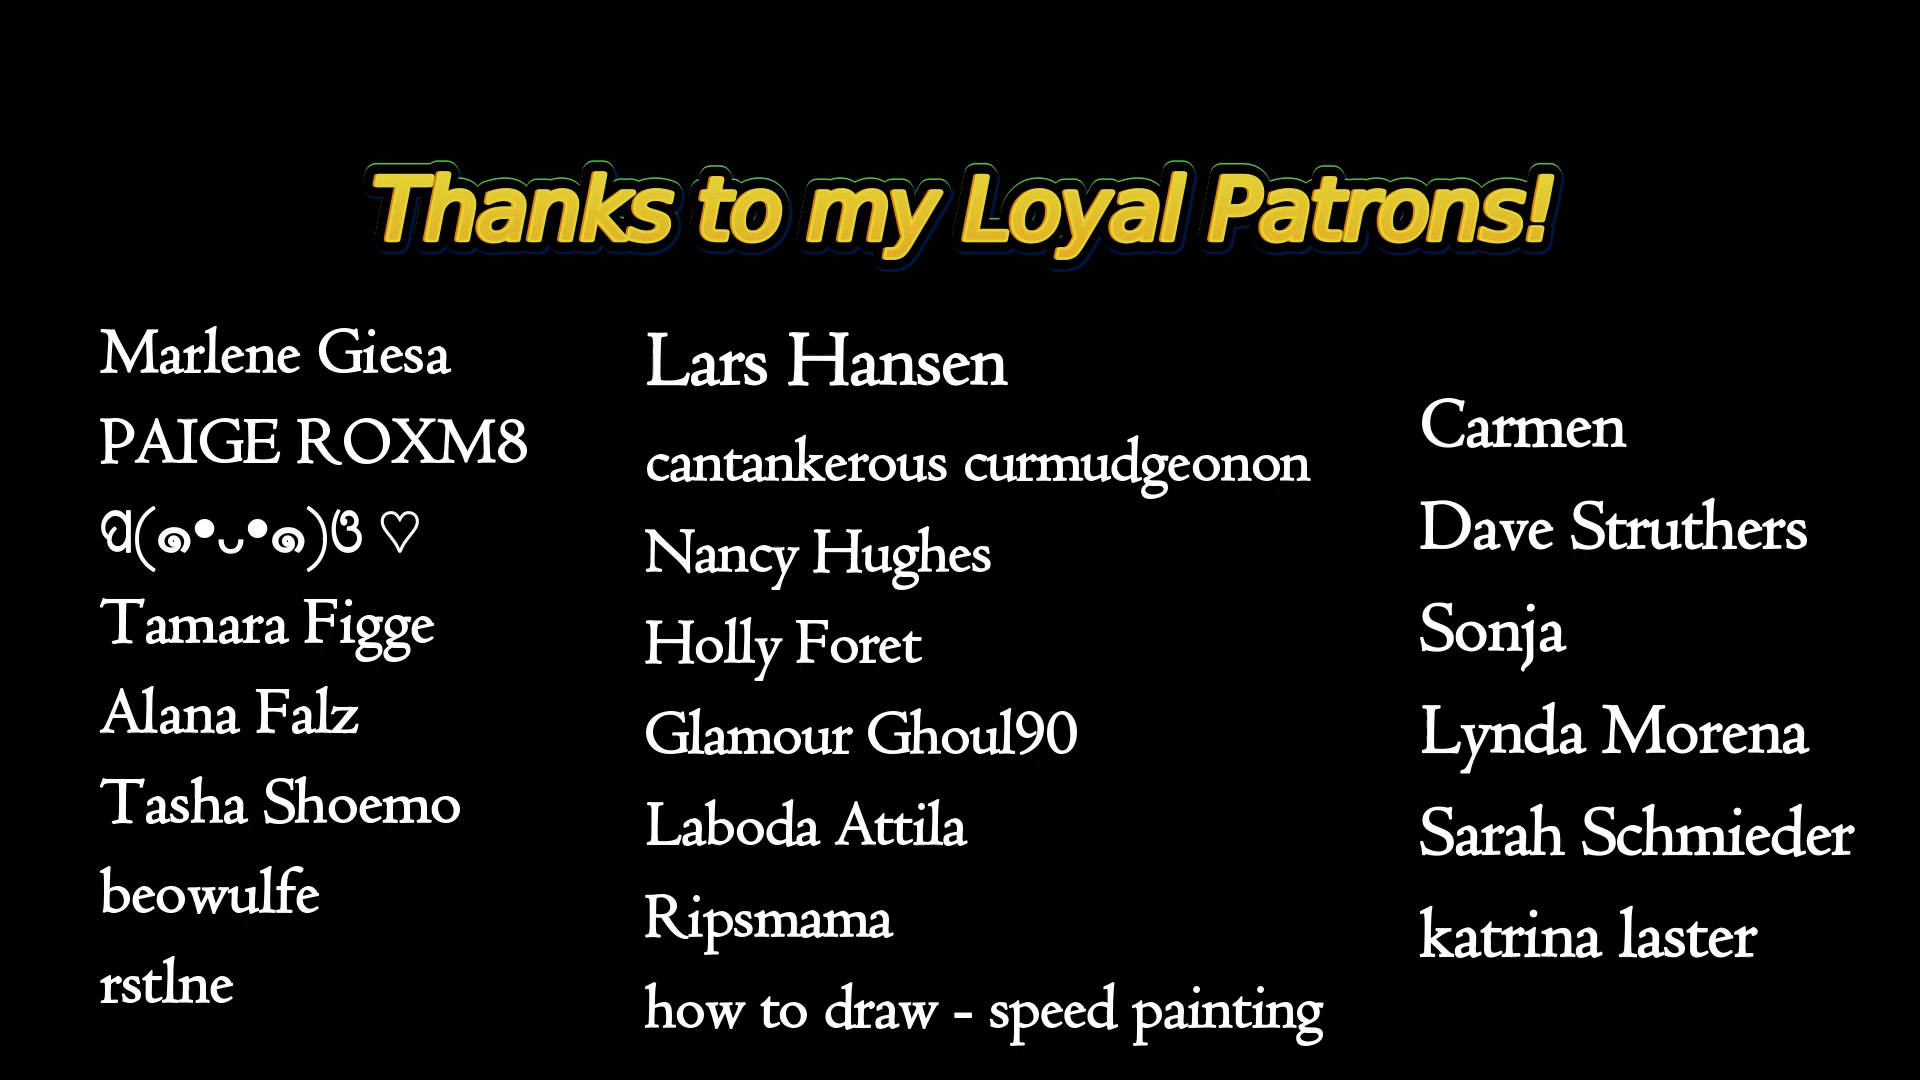 Thanks to my Loyal Patrons!
Marlene Giesa
PAIGE ROXM8
ຊ(๑•ᴗ•๑)ଓ ♡
Tamara Figge
Alana Falz
Tasha Shoemo
beowulfe
rstlne
Lars Hansen
cantankerous curmudgeonon
Nancy Hughes
Holly Foret
Glamour Ghoul90
Laboda Attila
Ripsmama
how to draw - speed painting
Carmen
Dave Struthers
Sonja
Lynda Morena
Sarah Schmieder
katrina laster